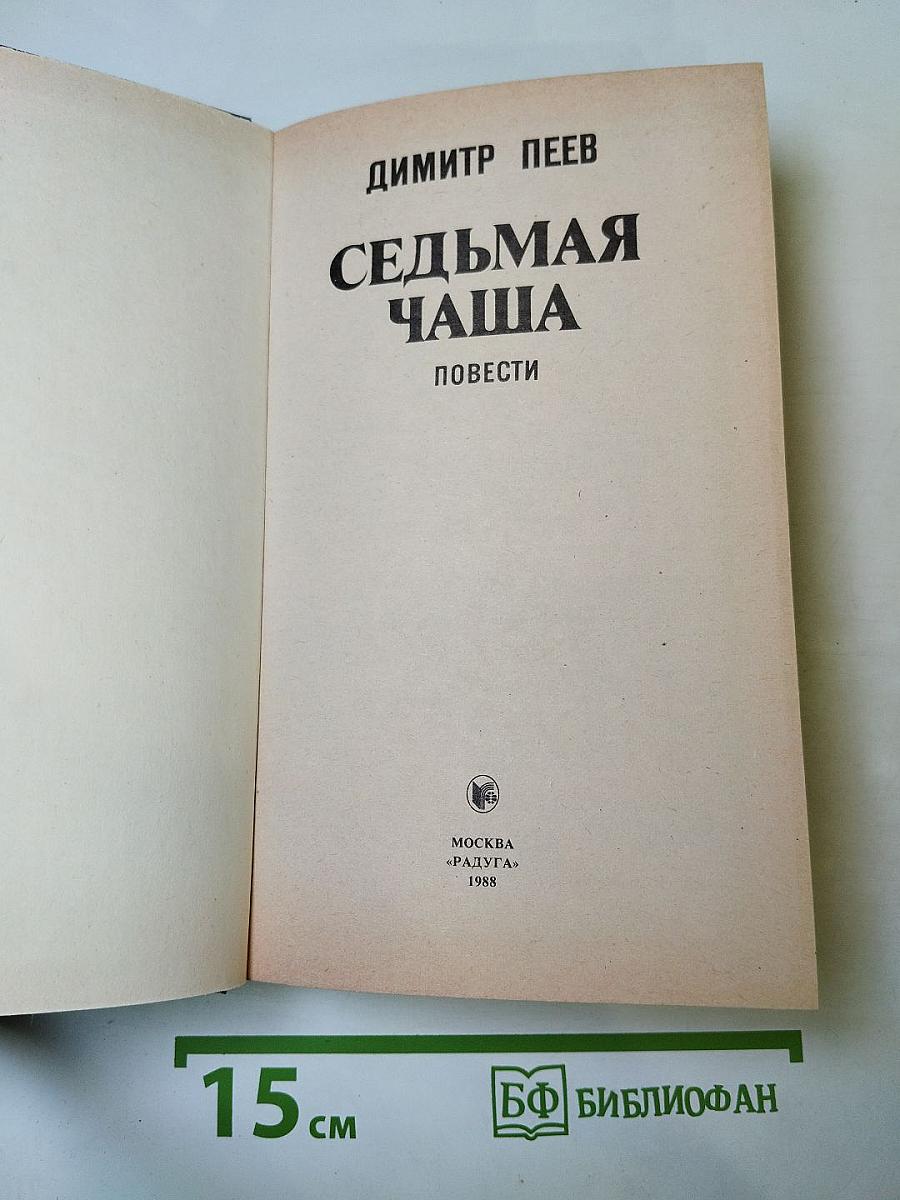 ДИМИТР ПЕЕВ
СЕДЬМАЯ
ЧАША
ПОВЕСТИ
МОСКВА
«РАДУГА»
1988
15 см
БФ БИБЛИОФАН